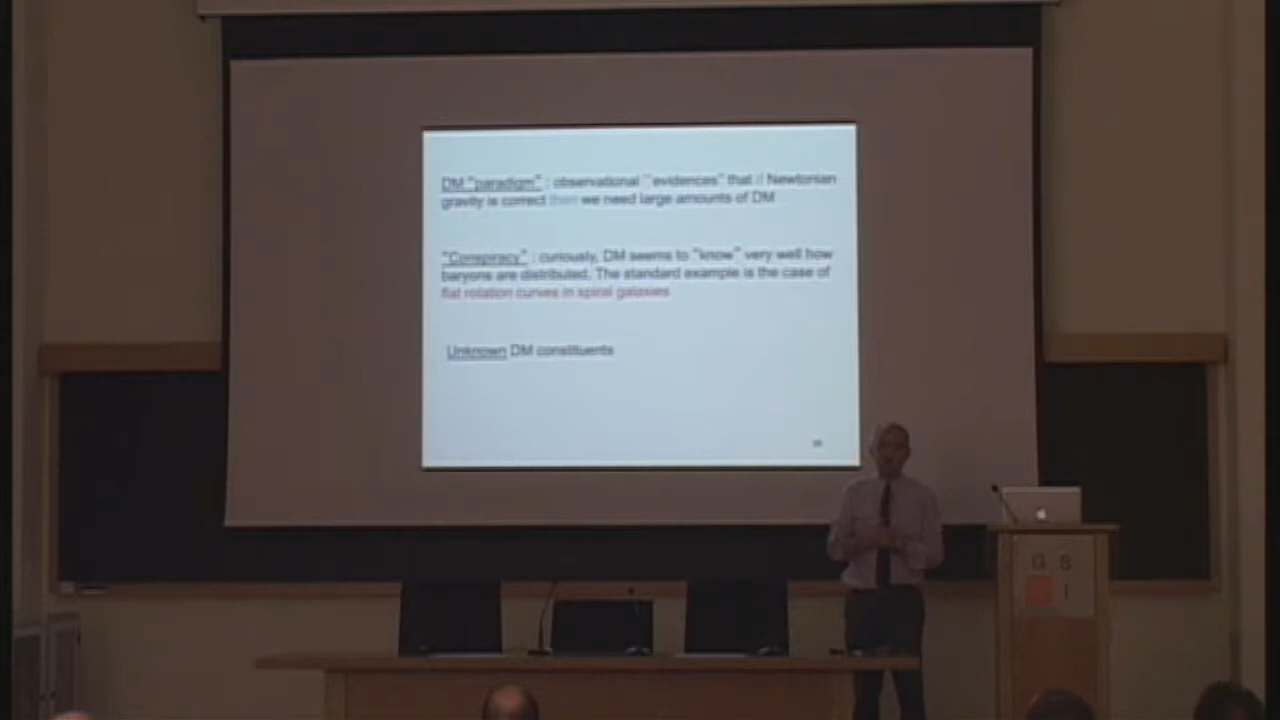 DM "paradigm" : observational ``evidences" that if Newtonian
gravity is correct then we need large amounts of DM
"Conspiracy" : curiously, DM seems to "know" very well how
baryons are distributed. The standard example is the case of
flat rotation curves in spiral galaxies
Unknown DM constituents
G S
I